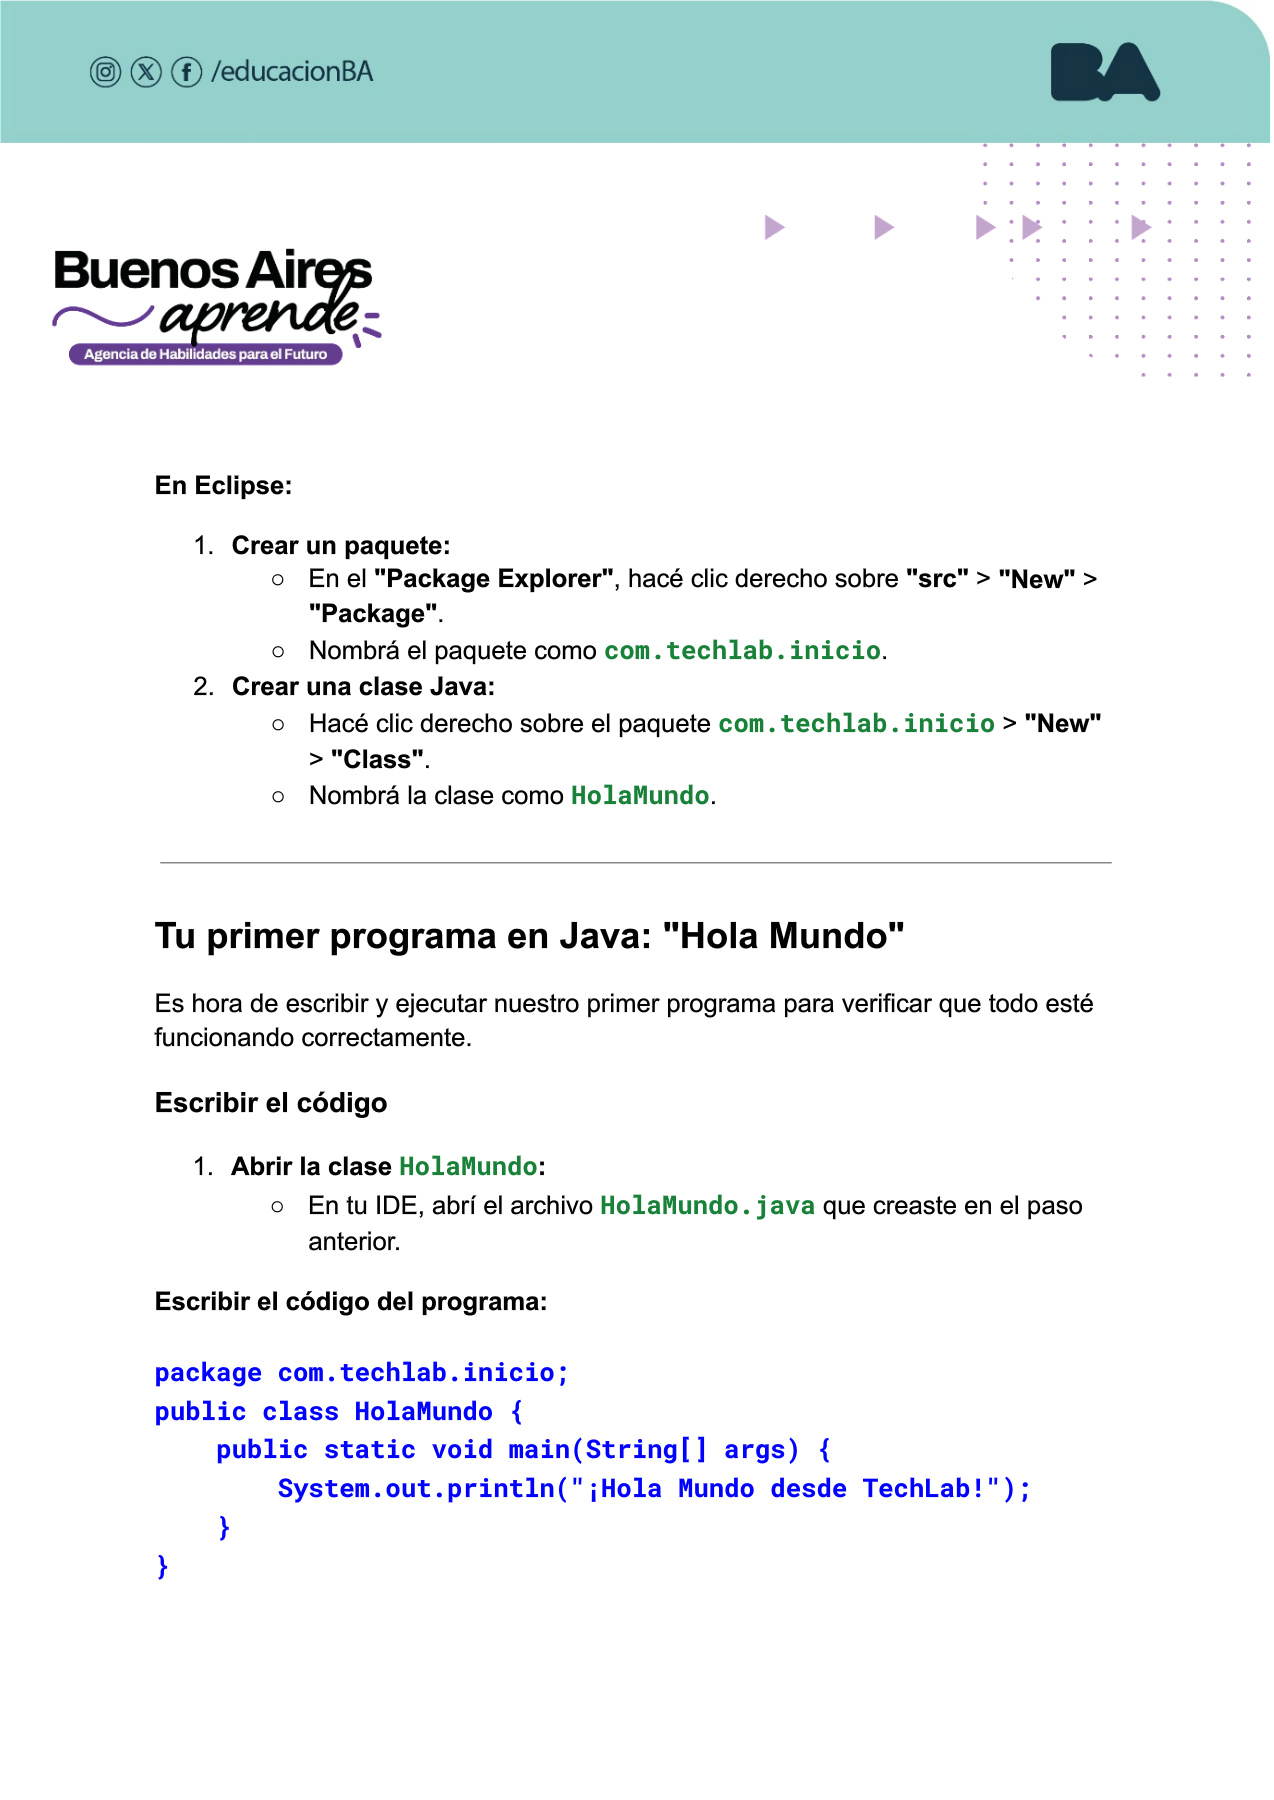 /educacionBA
BA
Buenos Aires
aprende
Agencia de Habilidades para el Futuro
En Eclipse:
1. Crear un paquete:
○ En el "Package Explorer", hacé clic derecho sobre "src" > "New" >
"Package".
○ Nombrá el paquete como com.techlab.inicio.
2. Crear una clase Java:
○ Hacé clic derecho sobre el paquete com.techlab.inicio > "New"
> "Class".
○ Nombrá la clase como HolaMundo.
Tu primer programa en Java: "Hola Mundo"
Es hora de escribir y ejecutar nuestro primer programa para verificar que todo esté
funcionando correctamente.
Escribir el código
1. Abrir la clase HolaMundo:
○ En tu IDE, abrí el archivo HolaMundo.java que creaste en el paso
anterior.
Escribir el código del programa:
package com.techlab.inicio;
public class HolaMundo {
    public static void main(String[] args) {
        System.out.println("¡Hola Mundo desde TechLab!");
    }
}